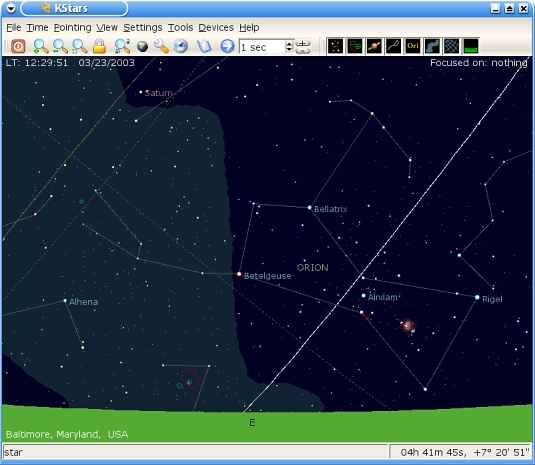 KStars
File Time Pointing View Settings Tools Devices Help
1 sec
Ori
LT: 12:29:51 03/23/2003
Focused on: nothing
Saturn
Bellatrix
ORION
Betelgeuse
Alhena
Alnilam
Rigel
E
Baltimore, Maryland, USA
star
04h 41m 45s, +7° 20' 51"